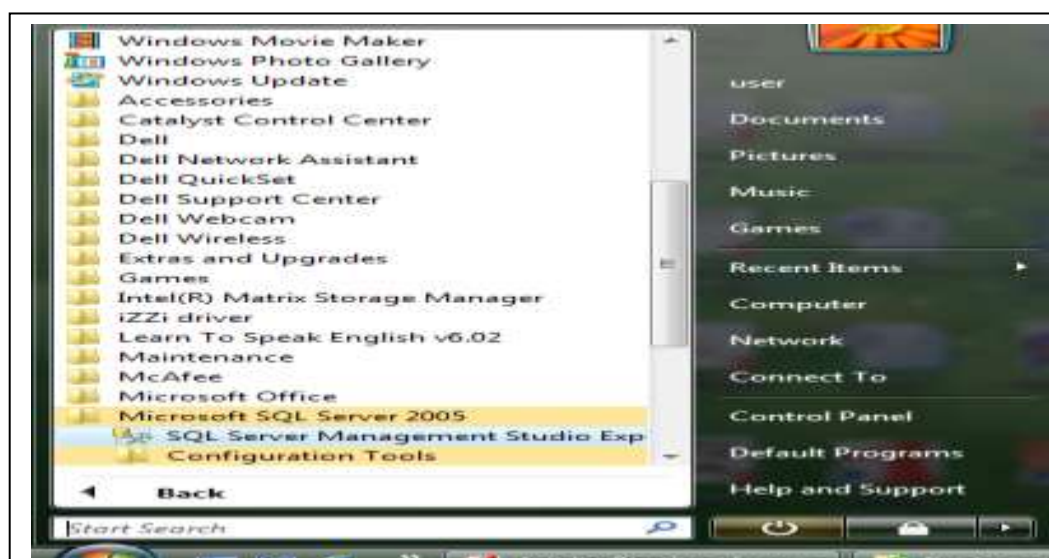 Windows Movie Maker
Windows Photo Gallery
Windows Update
Accessories
Catalyst Control Center
Dell
Dell Network Assistant
Dell QuickSet
Dell Support Center
Dell Webcam
Dell Wireless
Extras and Upgrades
Games
Intel(R) Matrix Storage Manager
iZZi driver
Learn To Speak English v6.02
Maintenance
McAfee
Microsoft Office
Microsoft SQL Server 2005
SQL Server Management Studio Exp
Configuration Tools
Back
Start Search
user
Documents
Pictures
Music
Games
Recent Items
Computer
Network
Connect To
Control Panel
Default Programs
Help and Support